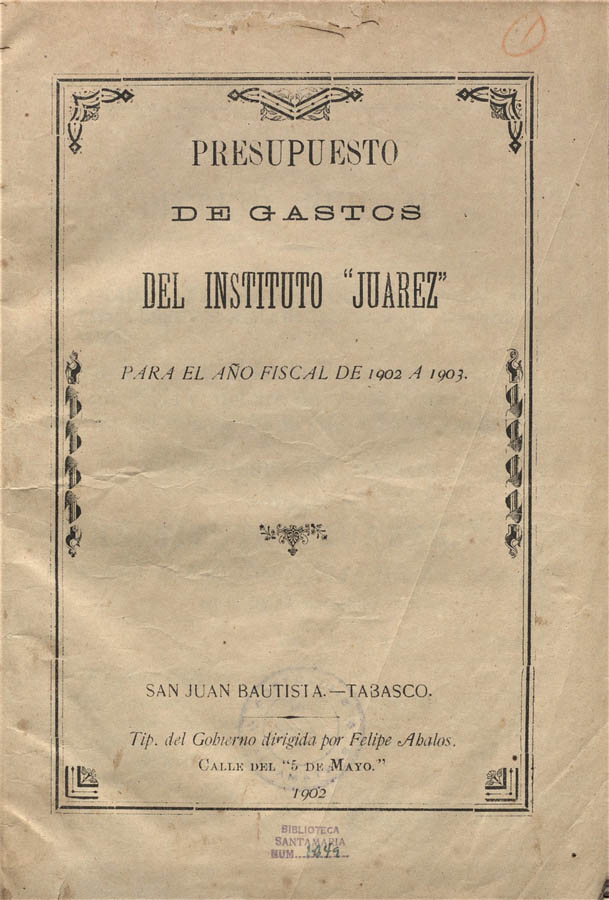 PRESUPUESTO
DE GASTOS
DEL INSTITUTO "JUAREZ"
PARA EL AÑO FISCAL DE 1902 A 1903.
SAN JUAN BAUTISTA.—TABASCO.
Tip. del Gobierno dirigida por Felipe Abalos.
CALLE DEL "5 DE MAYO."
1902
BIBLIOTECA
SANTAMARIA
NUM.